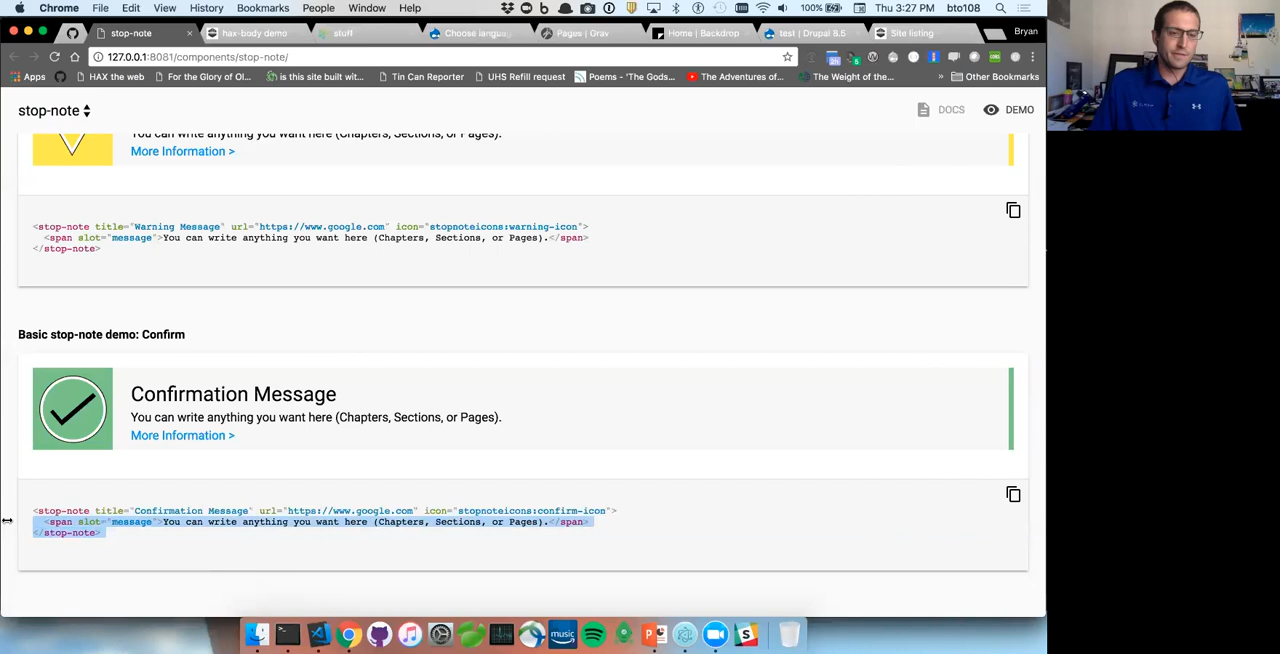 Chrome File Edit View History Bookmarks People Window Help 100% Thu 3:27 PM bto108
stop-note × hax-body demo stuff Choose langua Pages | Grav Home | Backdrop test | Drupal 8.5 Site listing Bryan
127.0.0.1:8081/components/stop-note/
Apps HAX the web For the Glory of Ol... is this site built wit... Tin Can Reporter UHS Refill request Poems - 'The Gods... The Adventures of... The Weight of the... » Other Bookmarks
stop-note DOCS DEMO
You can write anything you want here (Chapters, Sections, or Pages).
More Information >
<stop-note title="Warning Message" url="https://www.google.com" icon="stopnoteicons:warning-icon">
<span slot="message">You can write anything you want here (Chapters, Sections, or Pages).</span>
</stop-note>
Basic stop-note demo: Confirm
Confirmation Message
You can write anything you want here (Chapters, Sections, or Pages).
More Information >
<stop-note title="Confirmation Message" url="https://www.google.com" icon="stopnoteicons:confirm-icon">
<span slot="message">You can write anything you want here (Chapters, Sections, or Pages).</span>
</stop-note>
music